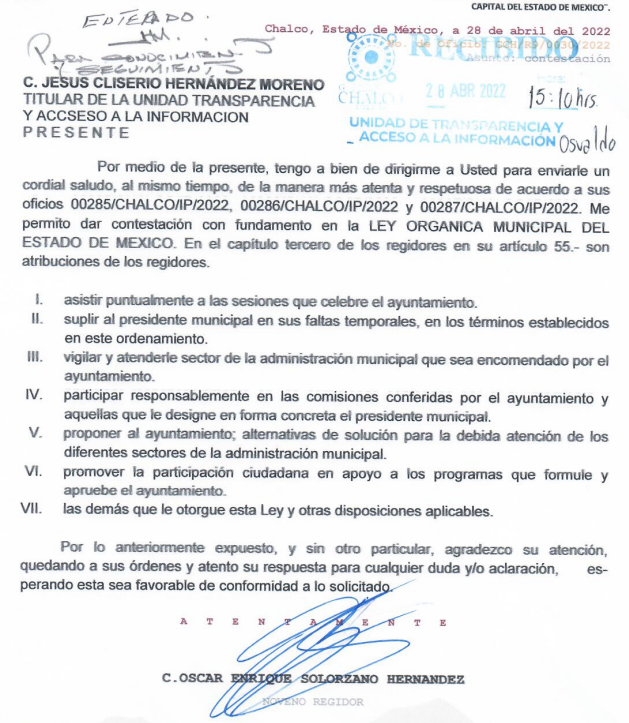 CAPITAL DEL ESTADO DE MEXICO".
ENTERADO
Chalco, Estado de México, a 28 de abril del 2022
No. de Oficio: /2022
RECIBIDO
Asunto: contestación
PARA CONOCIMIENTO
Y SEGUIMIENTO
C. JESUS CLISERIO HERNÁNDEZ MORENO
TITULAR DE LA UNIDAD TRANSPARENCIA
Y ACCSESO A LA INFORMACION
P R E S E N T E
CHALCO
28 ABR 2022
15:10 hrs
UNIDAD DE TRANSPARENCIA Y
ACCESO A LA INFORMACIÓN Osvaldo
Por medio de la presente, tengo a bien de dirigirme a Usted para enviarle un
cordial saludo, al mismo tiempo, de la manera más atenta y respetuosa de acuerdo a sus
oficios 00285/CHALCO/IP/2022, 00286/CHALCO/IP/2022 y 00287/CHALCO/IP/2022. Me
permito dar contestación con fundamento en la LEY ORGANICA MUNICIPAL DEL
ESTADO DE MEXICO. En el capítulo tercero de los regidores en su artículo 55.- son
atribuciones de los regidores.
I. asistir puntualmente a las sesiones que celebre el ayuntamiento.
II. suplir al presidente municipal en sus faltas temporales, en los términos establecidos
en este ordenamiento.
III. vigilar y atenderle sector de la administración municipal que sea encomendado por el
ayuntamiento.
IV. participar responsablemente en las comisiones conferidas por el ayuntamiento y
aquellas que le designe en forma concreta el presidente municipal.
V. proponer al ayuntamiento; alternativas de solución para la debida atención de los
diferentes sectores de la administración municipal.
VI. promover la participación ciudadana en apoyo a los programas que formule y
apruebe el ayuntamiento.
VII. las demás que le otorgue esta Ley y otras disposiciones aplicables.
Por lo anteriormente expuesto, y sin otro particular, agradezco su atención,
quedando a sus órdenes y atento su respuesta para cualquier duda y/o aclaración, es-
perando esta sea favorable de conformidad a lo solicitado.
A T E N T A M E N T E
C.OSCAR ENRIQUE SOLORZANO HERNANDEZ
NOVENO REGIDOR